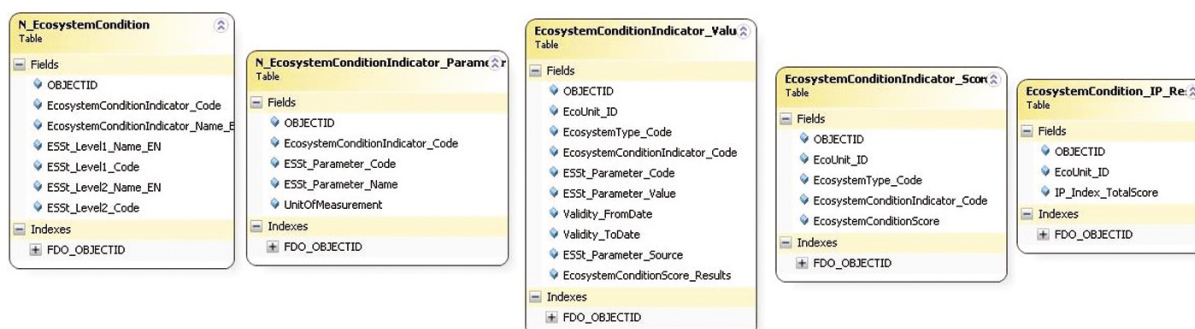 N_EcosystemCondition
Table
Fields
OBJECTID
EcosystemConditionIndicator_Code
EcosystemConditionIndicator_Name_E
ESSt_Level1_Name_EN
ESSt_Level1_Code
ESSt_Level2_Name_EN
ESSt_Level2_Code
Indexes
FDO_OBJECTID
N_EcosystemConditionIndicator_Parameter
Table
Fields
OBJECTID
EcosystemConditionIndicator_Code
ESSt_Parameter_Code
ESSt_Parameter_Name
UnitOfMeasurement
Indexes
FDO_OBJECTID
EcosystemConditionIndicator_Valu
Table
Fields
OBJECTID
EcoUnit_ID
EcosystemType_Code
EcosystemConditionIndicator_Code
ESSt_Parameter_Code
ESSt_Parameter_Value
Validity_FromDate
Validity_ToDate
ESSt_Parameter_Source
EcosystemConditionScore_Results
Indexes
FDO_OBJECTID
EcosystemConditionIndicator_Score
Table
Fields
OBJECTID
EcoUnit_ID
EcosystemType_Code
EcosystemConditionIndicator_Code
EcosystemConditionScore
Indexes
FDO_OBJECTID
EcosystemCondition_IP_Re
Table
Fields
OBJECTID
EcoUnit_ID
IP_Index_TotalScore
Indexes
FDO_OBJECTID